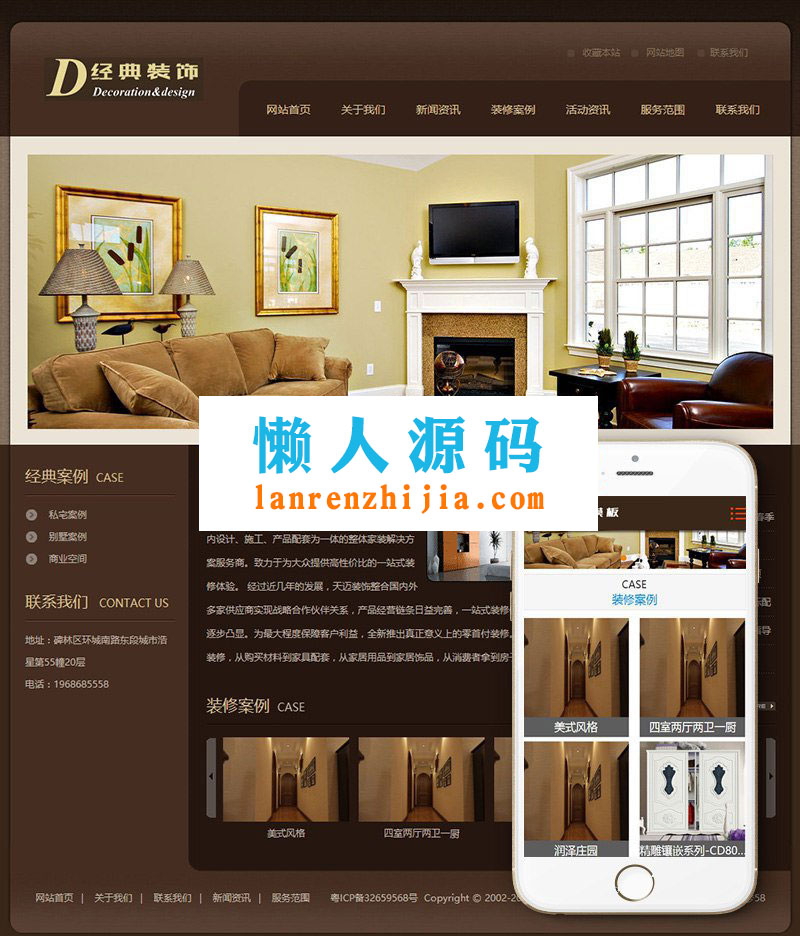 收藏本站 网站地图 联系我们
D 经典装饰
Decoration&design
网站首页 关于我们 新闻资讯 装修案例 活动资讯 服务范围 联系我们
懒人源码
lanrenzhijia.com
经典案例 CASE
私宅案例
别墅案例
商业空间
联系我们 CONTACT US
地址：碑林区环城南路东段城市浩
星第55幢20层
电话：1968685558
内设计、施工、产品配套为一体的整体家装解决方
案服务商。致力于为大众提供高性价比的一站式装
修体验。 经过近几年的发展，天迈装饰整合国内外
多家供应商实现战略合作伙伴关系，产品经营链条日益完善，一站式装修
逐步凸显。为最大程度保障客户利益，全新推出真正意义上的零首付装修。
装修，从购买材料到家具配套，从家居用品到家居饰品，从消费者拿到房
装修案例 CASE
美式风格
四室两厅两卫一厨
板
CASE
装修案例
美式风格
四室两厅两卫一厨
润泽庄园
精雕镶嵌系列-CD80...
春季
网站首页 | 关于我们 | 联系我们 | 新闻资讯 | 服务范围 粤ICP备32659568号 Copyright © 2002-20
58